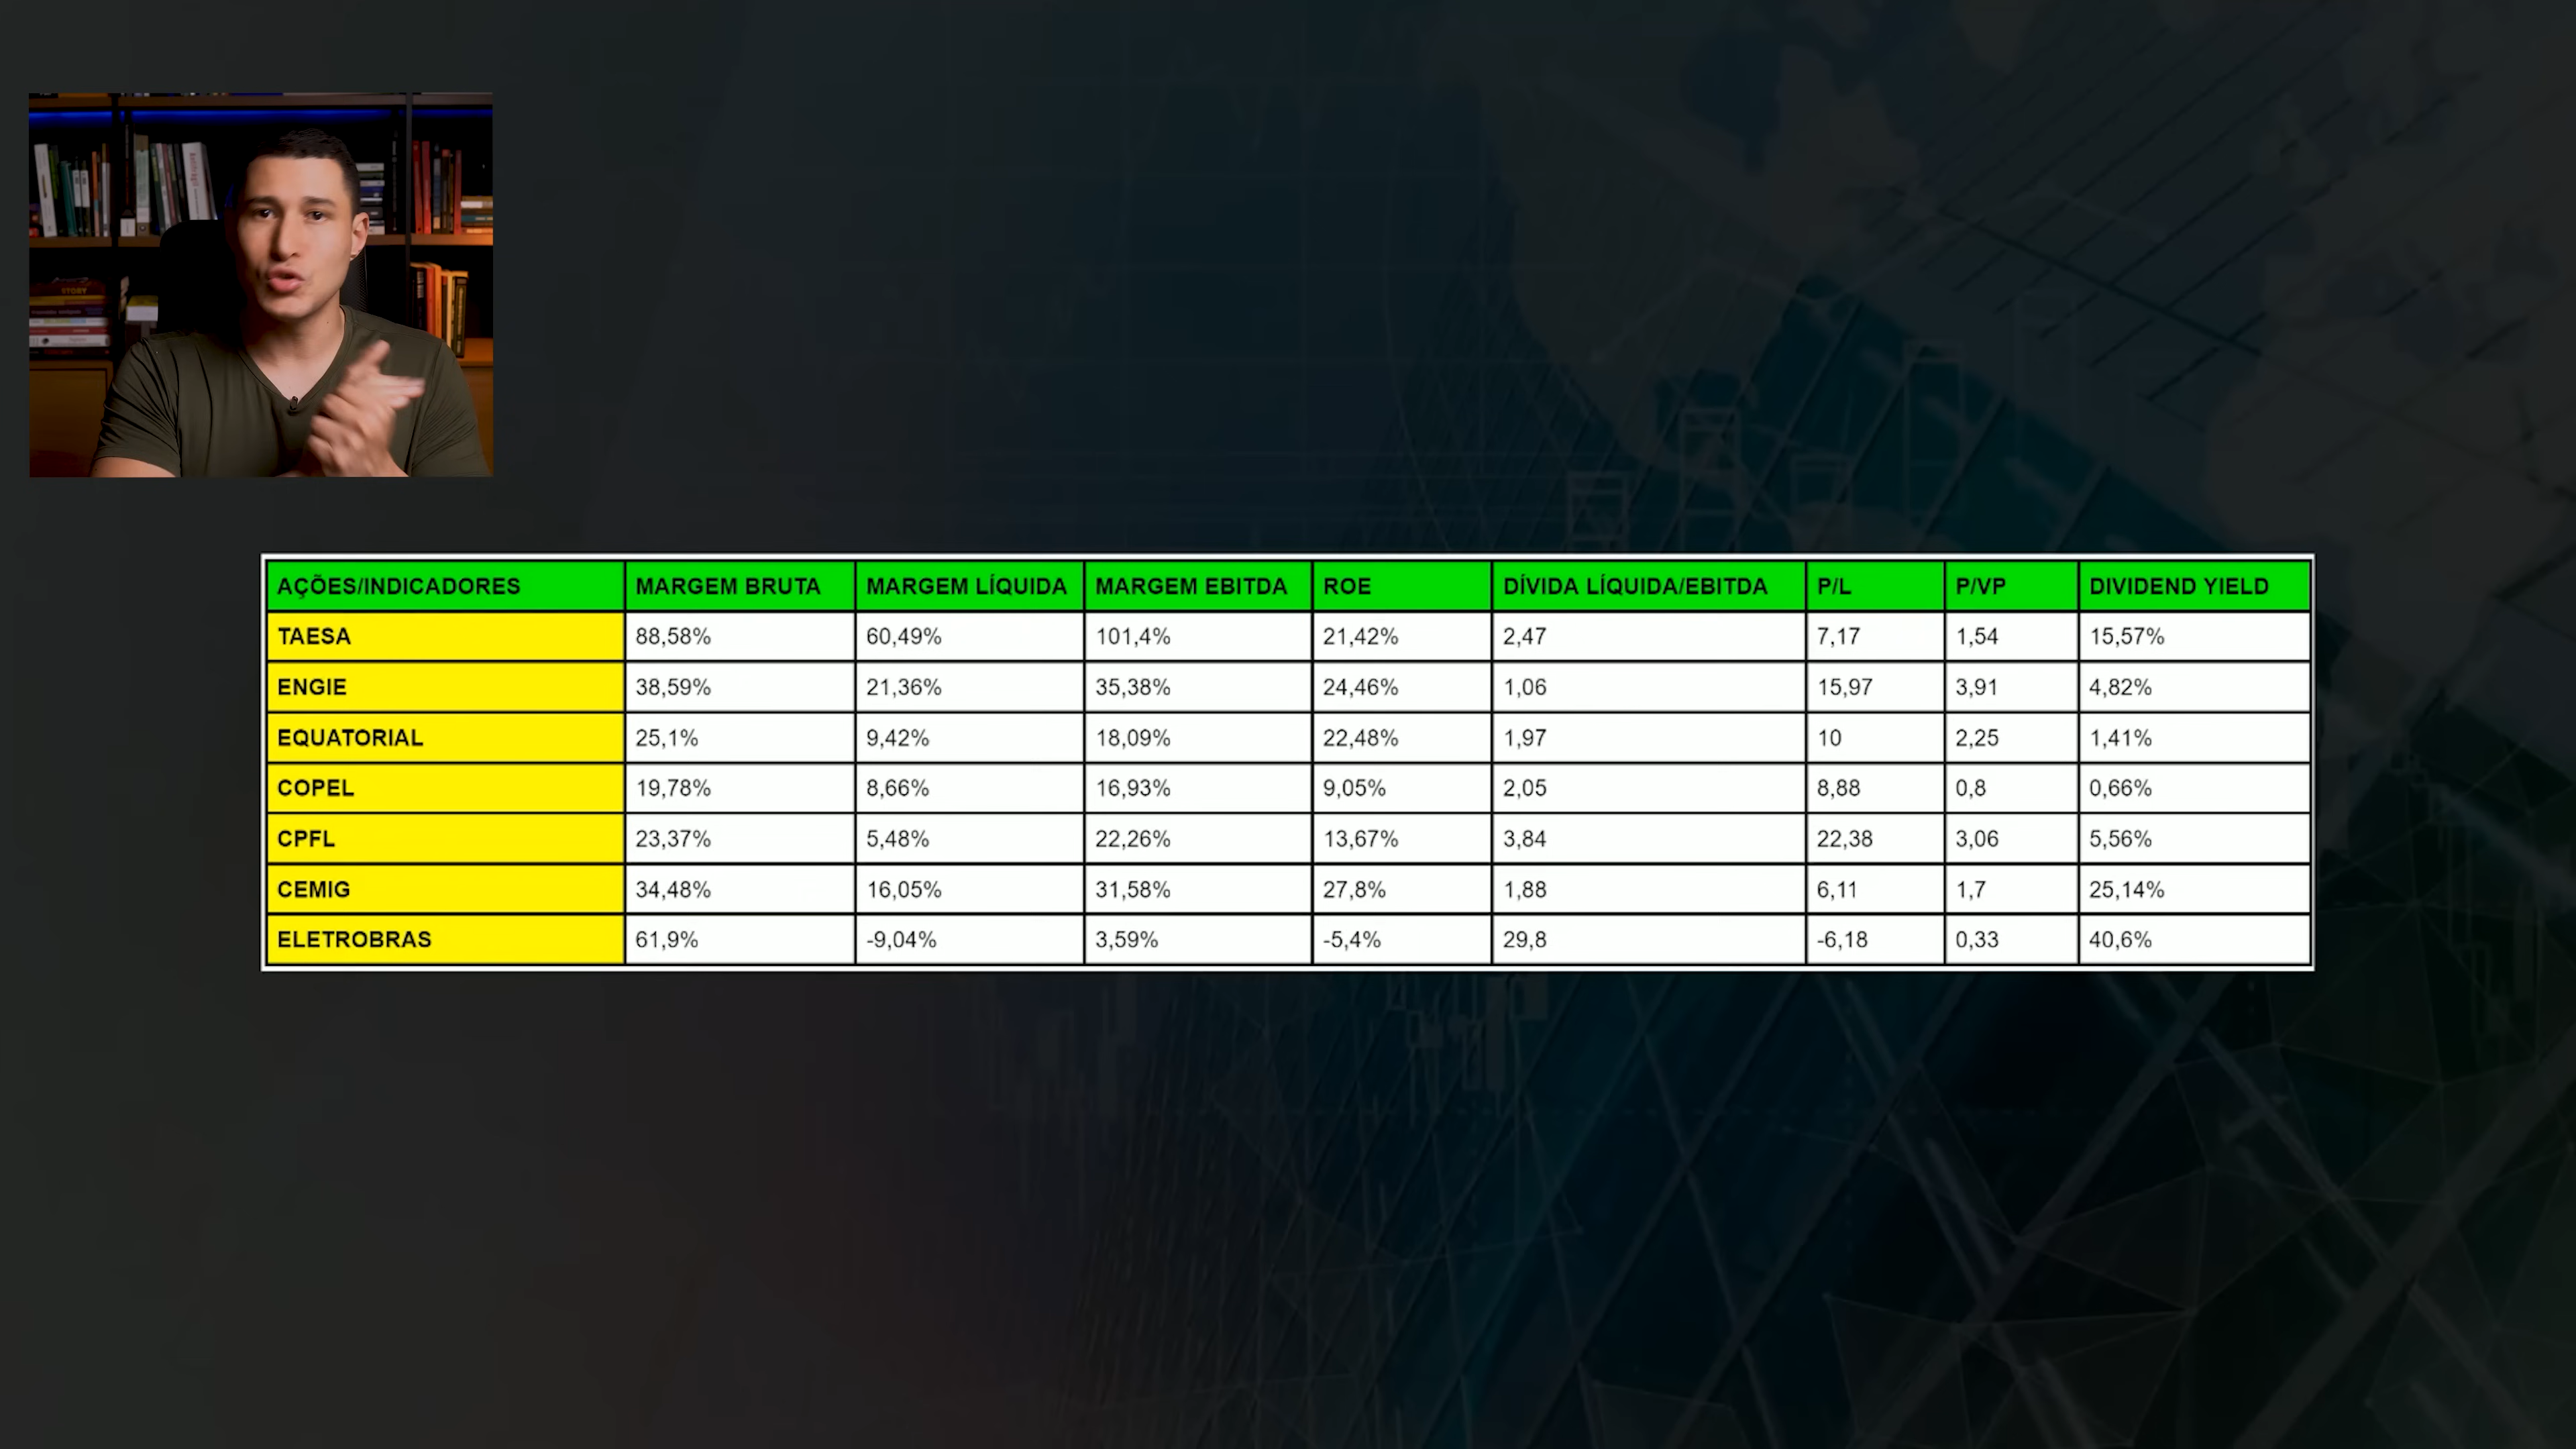 STORY
AÇÕES/INDICADORES MARGEM BRUTA MARGEM LÍQUIDA MARGEM EBITDA ROE DÍVIDA LÍQUIDA/EBITDA P/L P/VP DIVIDEND YIELD
TAESA 88,58% 60,49% 101,4% 21,42% 2,47 7,17 1,54 15,57%
ENGIE 38,59% 21,36% 35,38% 24,46% 1,06 15,97 3,91 4,82%
EQUATORIAL 25,1% 9,42% 18,09% 22,48% 1,97 10 2,25 1,41%
COPEL 19,78% 8,66% 16,93% 9,05% 2,05 8,88 0,8 0,66%
CPFL 23,37% 5,48% 22,26% 13,67% 3,84 22,38 3,06 5,56%
CEMIG 34,48% 16,05% 31,58% 27,8% 1,88 6,11 1,7 25,14%
ELETROBRAS 61,9% -9,04% 3,59% -5,4% 29,8 -6,18 0,33 40,6%